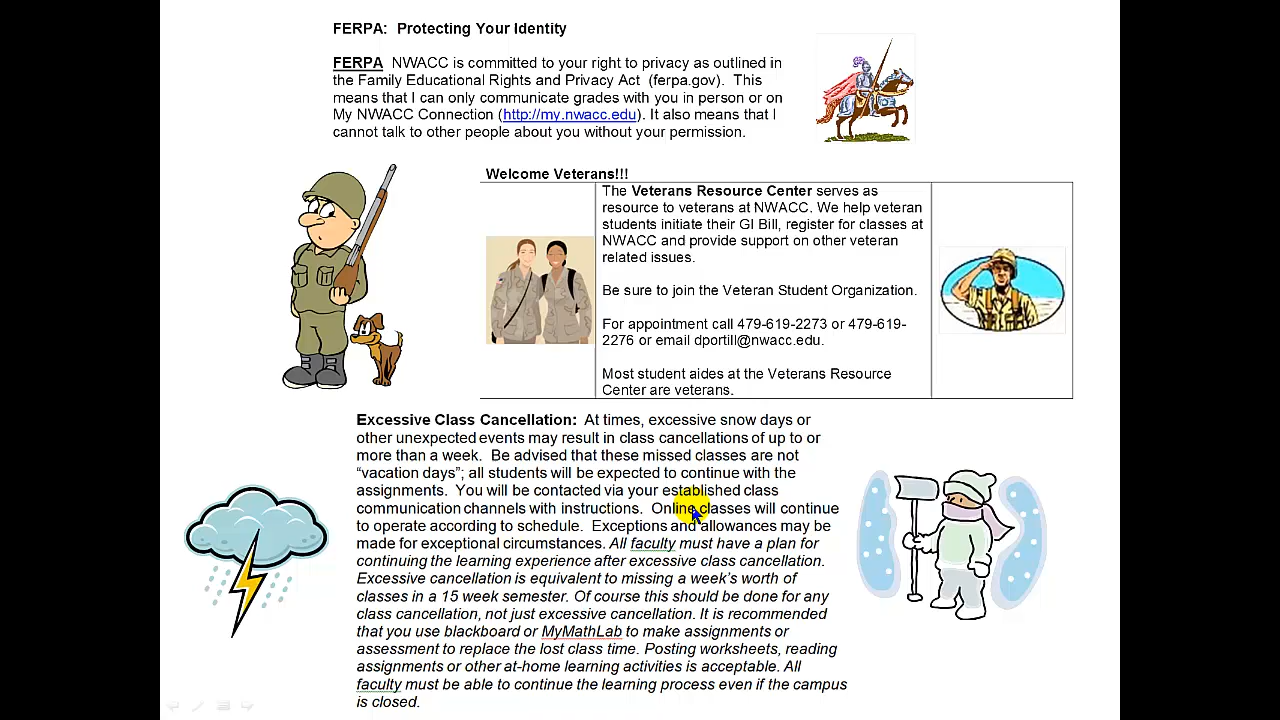 FERPA:  Protecting Your Identity
FERPA  NWACC is committed to your right to privacy as outlined in
the Family Educational Rights and Privacy Act  (ferpa.gov).  This
means that I can only communicate grades with you in person or on
My NWACC Connection (http://my.nwacc.edu). It also means that I
cannot talk to other people about you without your permission.
Welcome Veterans!!!
The Veterans Resource Center serves as
resource to veterans at NWACC. We help veteran
students initiate their GI Bill, register for classes at
NWACC and provide support on other veteran
related issues.
Be sure to join the Veteran Student Organization.
For appointment call 479-619-2273 or 479-619-
2276 or email dportill@nwacc.edu.
Most student aides at the Veterans Resource
Center are veterans.
Excessive Class Cancellation:  At times, excessive snow days or
other unexpected events may result in class cancellations of up to or
more than a week.  Be advised that these missed classes are not
“vacation days”; all students will be expected to continue with the
assignments.  You will be contacted via your established class
communication channels with instructions.  Online classes will continue
to operate according to schedule.  Exceptions and allowances may be
made for exceptional circumstances. All faculty must have a plan for
continuing the learning experience after excessive class cancellation.
Excessive cancellation is equivalent to missing a week’s worth of
classes in a 15 week semester. Of course this should be done for any
class cancellation, not just excessive cancellation. It is recommended
that you use blackboard or MyMathLab to make assignments or
assessment to replace the lost class time. Posting worksheets, reading
assignments or other at-home learning activities is acceptable. All
faculty must be able to continue the learning process even if the campus
is closed.